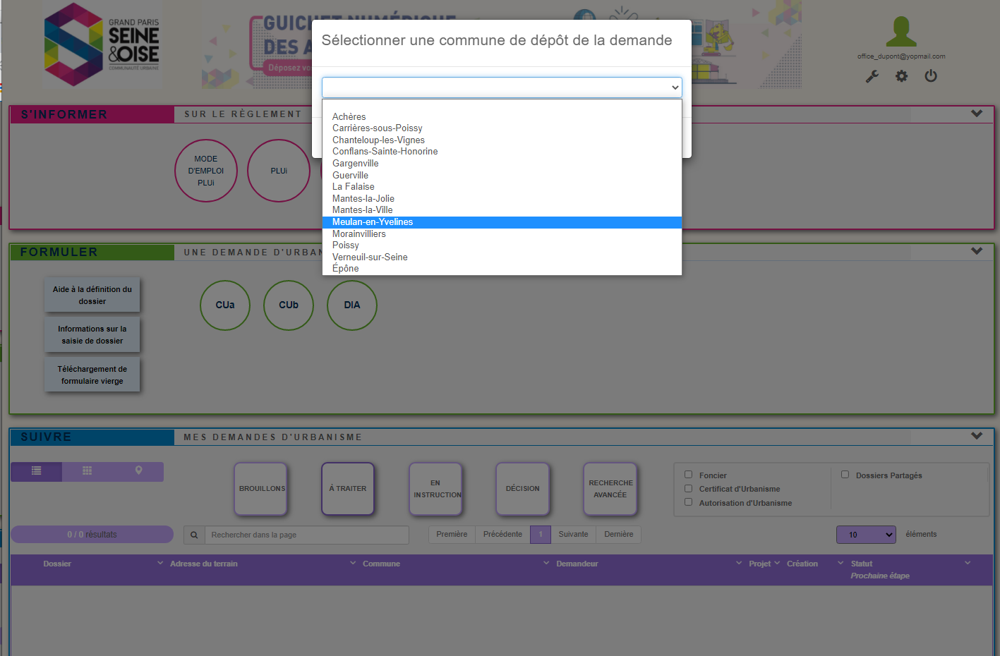 GRAND PARIS
SEINE
&OISE
COMMUNAUTÉ URBAINE
GUICHET NUMÉRIQUE
DES A
Déposez vo
office_dupont@yopmail.com
Sélectionner une commune de dépôt de la demande
Achères
Carrières-sous-Poissy
Chanteloup-les-Vignes
Conflans-Sainte-Honorine
Gargenville
Guerville
La Falaise
Mantes-la-Jolie
Mantes-la-Ville
Meulan-en-Yvelines
Morainvilliers
Poissy
Verneuil-sur-Seine
Épône
S'INFORMER
SUR LE RÈGLEMENT
MODE
D'EMPLOI
PLUi
PLUi
FORMULER
UNE DEMANDE D'URBAN
Aide à la définition du
dossier
Informations sur la
saisie de dossier
Téléchargement de
formulaire vierge
CUa
CUb
DIA
SUIVRE
MES DEMANDES D'URBANISME
BROUILLONS
À TRAITER
EN
INSTRUCTION
DÉCISION
RECHERCHE
AVANCÉE
Foncier
Certificat d'Urbanisme
Autorisation d'Urbanisme
Dossiers Partagés
0 / 0 résultats
Rechercher dans la page
Première Précédente 1 Suivante Dernière
10
éléments
Dossier Adresse du terrain Commune Demandeur Projet Création Statut
Prochaine étape